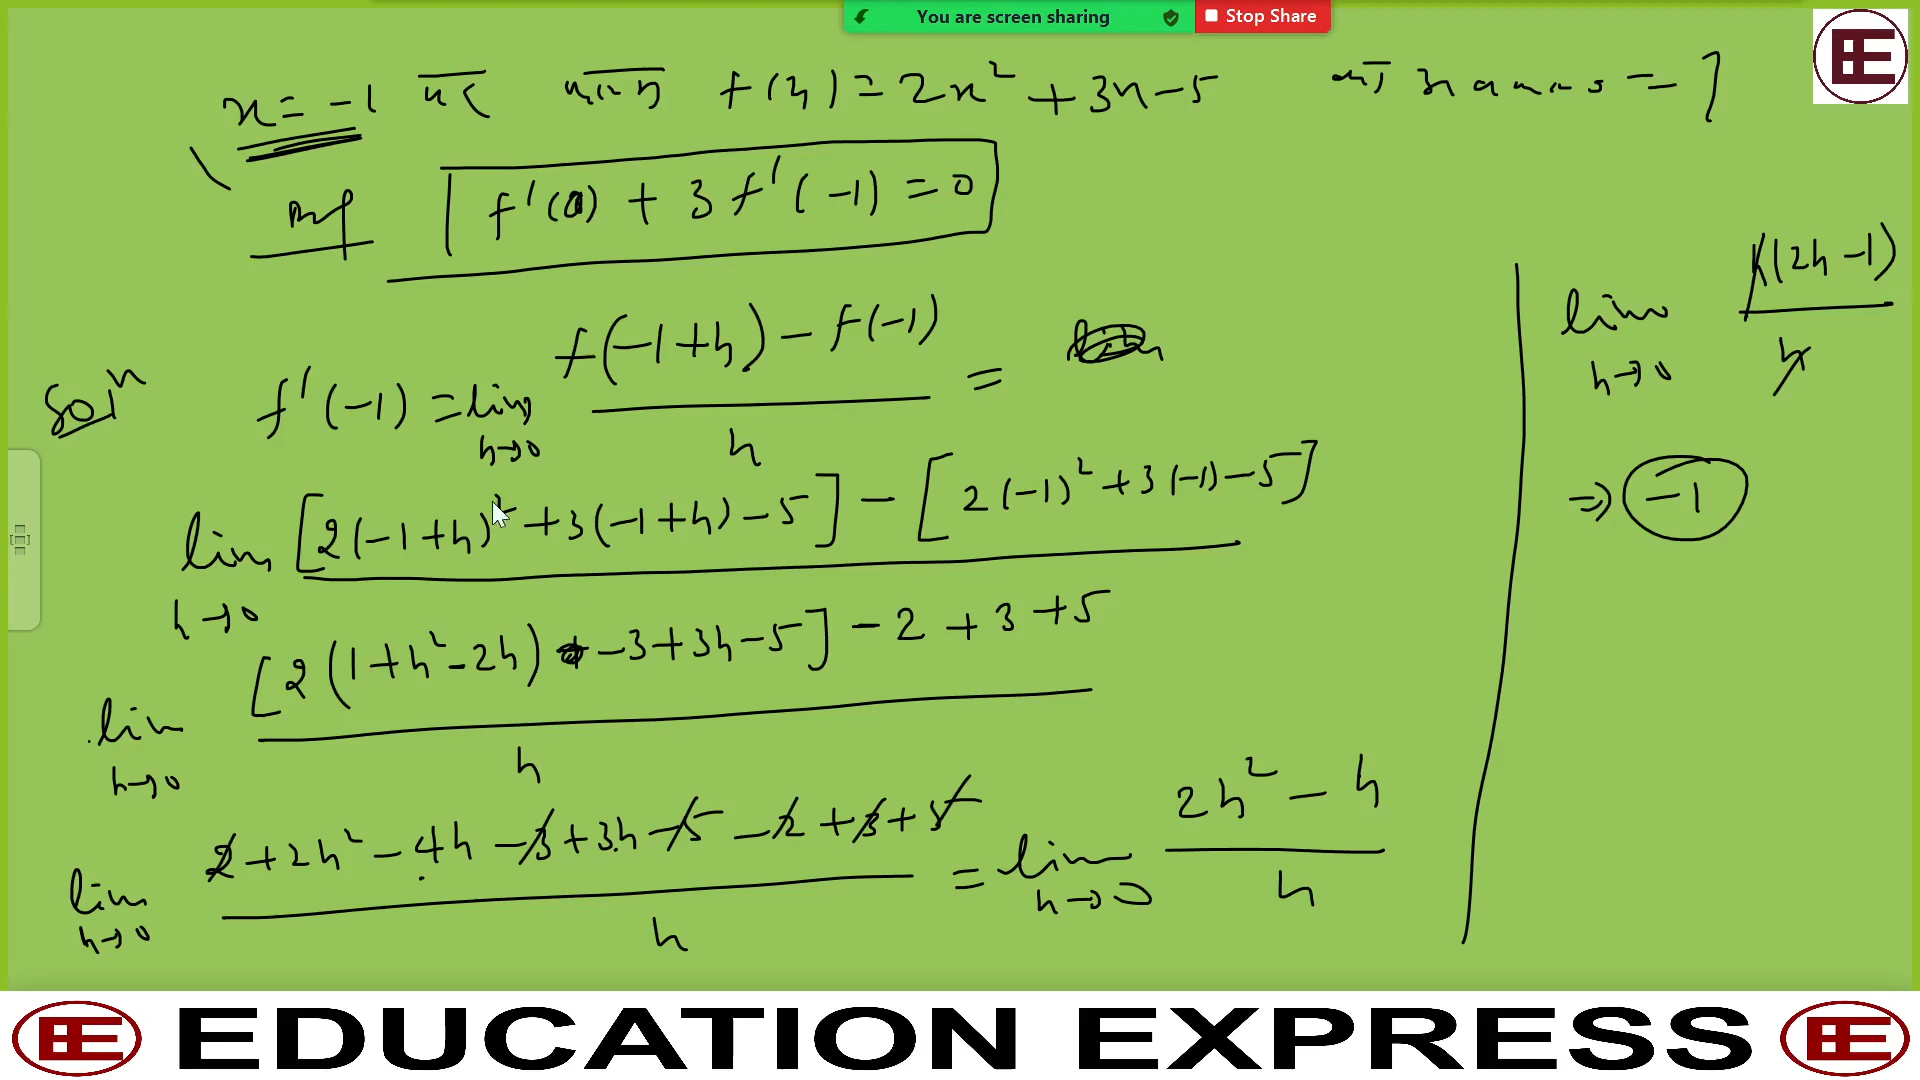 You are screen sharing Stop Share
x = -1 f(x) = 2x² + 3x - 5 = ?
f'(0) + 3f'(-1) = 0
Solⁿ f'(-1) = lim h→0 f(-1+h) - f(-1) / h =
lim h→0 [2(-1+h)² + 3(-1+h) - 5] - [2(-1)² + 3(-1) - 5]
lim h→0 [2(1+h²-2h) - 3 + 3h - 5] - 2 + 3 + 5 / h
lim h→0 2 + 2h² - 4h - 3 + 3h - 5 - 2 + 3 + 5 / h = lim h→0 2h² - h / h
lim h→0 h(2h - 1) / h
⇒ -1
EDUCATION EXPRESS